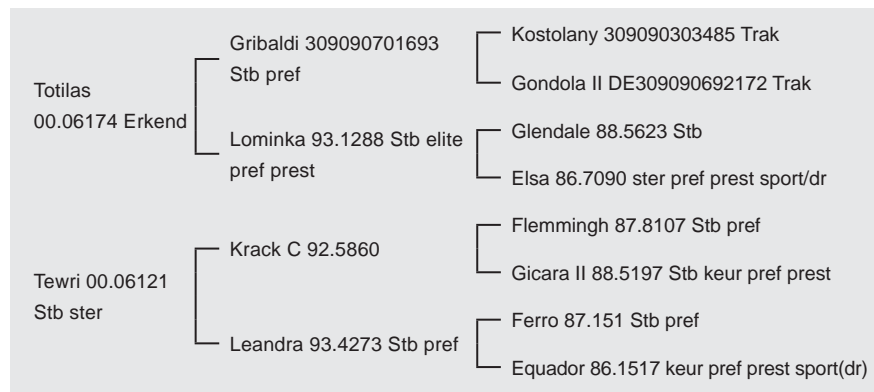 Totilas
00.06174 Erkend
Gribaldi 309090701693
Stb pref
Kostolany 309090303485 Trak
Gondola II DE309090692172 Trak
Lominka 93.1288 Stb elite
pref prest
Glendale 88.5623 Stb
Elsa 86.7090 ster pref prest sport/dr
Tewri 00.06121
Stb ster
Krack C 92.5860
Flemmingh 87.8107 Stb pref
Gicara II 88.5197 Stb keur pref prest
Leandra 93.4273 Stb pref
Ferro 87.151 Stb pref
Equador 86.1517 keur pref prest sport(dr)